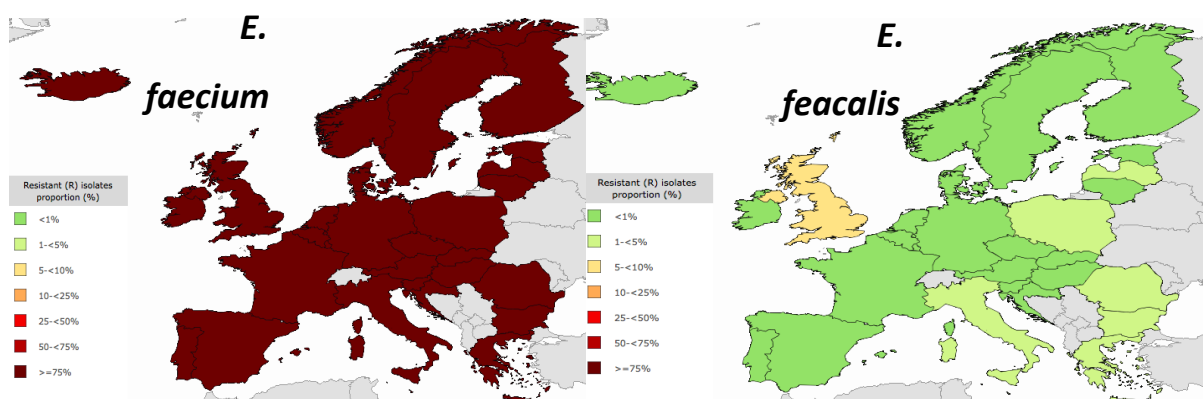 E.
faecium
Resistant (R) isolates
proportion (%)
<1%
1-<5%
5-<10%
10-<25%
25-<50%
50-<75%
>=75%
E.
feacalis
Resistant (R) isolates
proportion (%)
<1%
1-<5%
5-<10%
10-<25%
25-<50%
50-<75%
>=75%